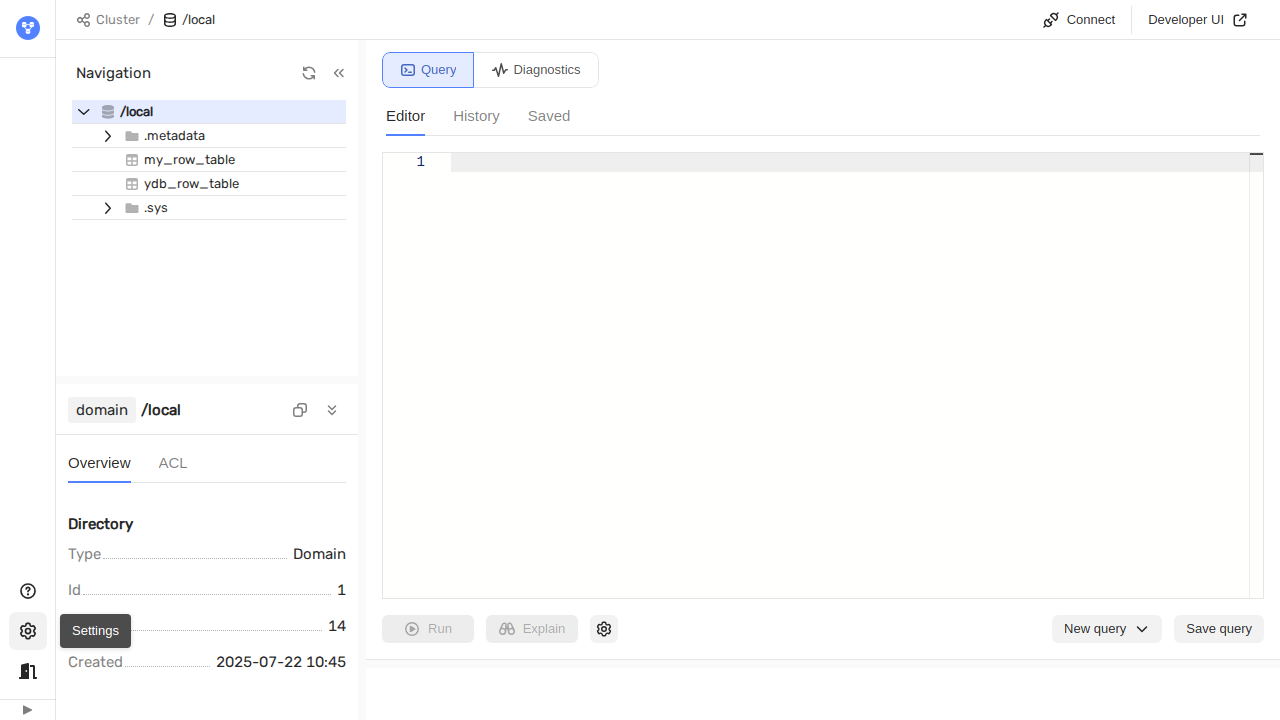 Cluster / /local
Connect
Developer UI
Navigation
/local
.metadata
my_row_table
ydb_row_table
.sys
domain /local
Overview
ACL
Directory
Type Domain
Id 1
14
Created 2025-07-22 10:45
Settings
Query
Diagnostics
Editor
History
Saved
1
Run
Explain
New query
Save query